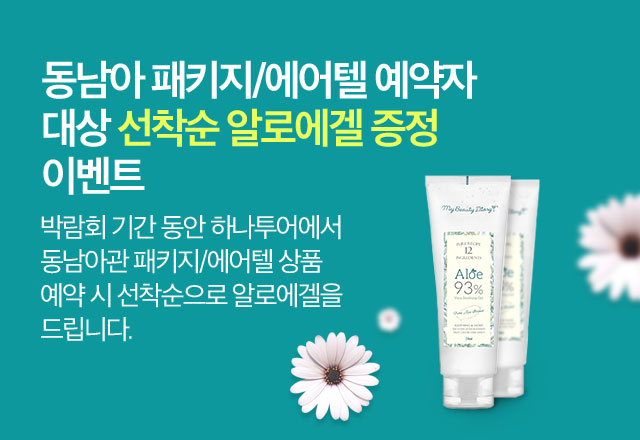 동남아 패키지/에어텔 예약자
대상 선착순 알로에겔 증정
이벤트
박람회 기간 동안 하나투어에서
동남아관 패키지/에어텔 상품
예약 시 선착순으로 알로에겔을
드립니다.
My Beauty Diary
12
INGREDIENTS
Aloe
93%